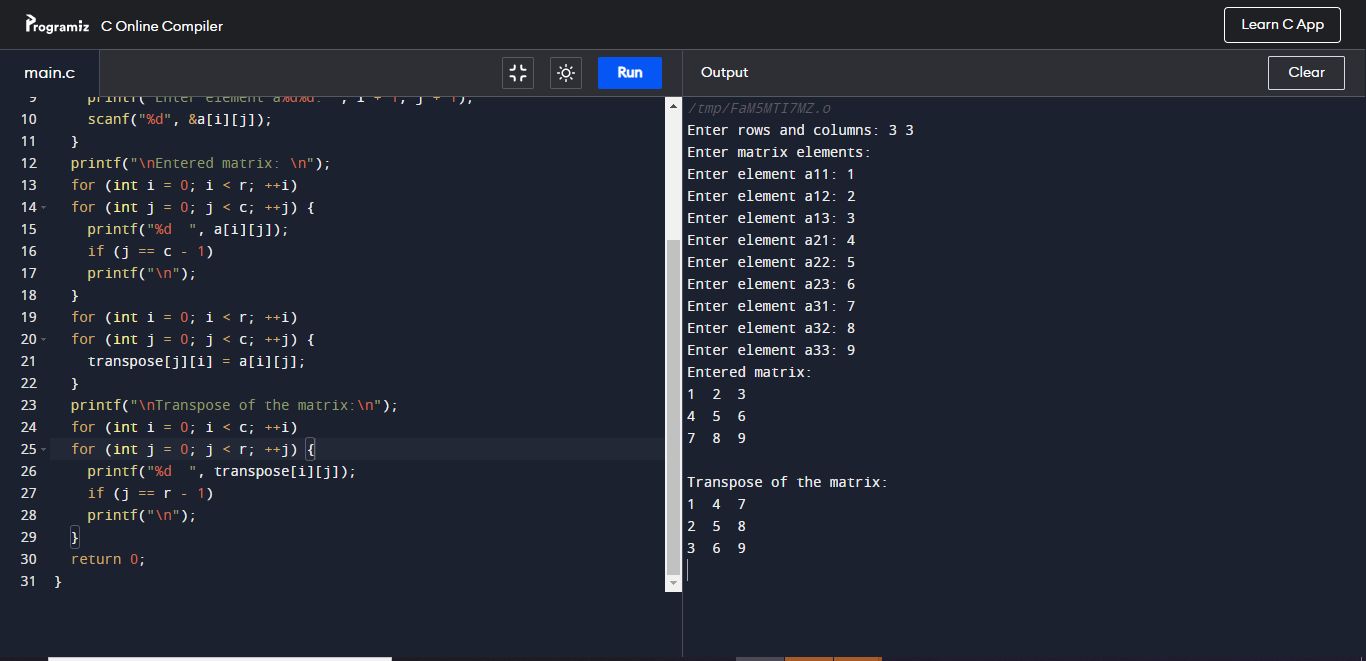 Programiz C Online Compiler
Learn C App
main.c
Run
Output
Clear
9 printf("Enter element a%d%d: ", i + 1, j + 1);
10 scanf("%d", &a[i][j]);
11 }
12 printf("\nEntered matrix: \n");
13 for (int i = 0; i < r; ++i)
14 for (int j = 0; j < c; ++j) {
15 printf("%d  ", a[i][j]);
16 if (j == c - 1)
17 printf("\n");
18 }
19 for (int i = 0; i < r; ++i)
20 for (int j = 0; j < c; ++j) {
21 transpose[j][i] = a[i][j];
22 }
23 printf("\nTranspose of the matrix:\n");
24 for (int i = 0; i < c; ++i)
25 for (int j = 0; j < r; ++j) {
26 printf("%d  ", transpose[i][j]);
27 if (j == r - 1)
28 printf("\n");
29 }
30 return 0;
31 }
/tmp/FaM5MTI7MZ.o
Enter rows and columns: 3 3
Enter matrix elements:
Enter element a11: 1
Enter element a12: 2
Enter element a13: 3
Enter element a21: 4
Enter element a22: 5
Enter element a23: 6
Enter element a31: 7
Enter element a32: 8
Enter element a33: 9
Entered matrix:
1  2  3
4  5  6
7  8  9
Transpose of the matrix:
1  4  7
2  5  8
3  6  9